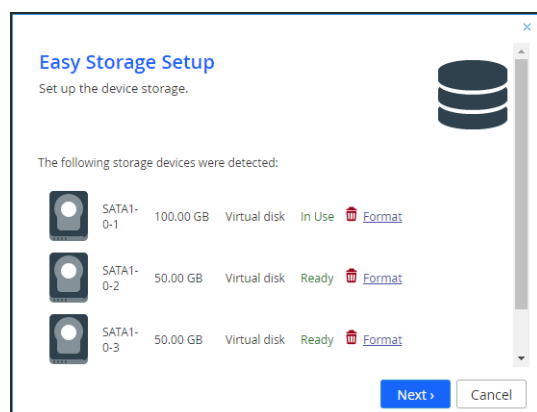 Easy Storage Setup
Set up the device storage.
The following storage devices were detected:
SATA1-
0-1 100.00 GB Virtual disk In Use Format
SATA1-
0-2 50.00 GB Virtual disk Ready Format
SATA1-
0-3 50.00 GB Virtual disk Ready Format
Next › Cancel